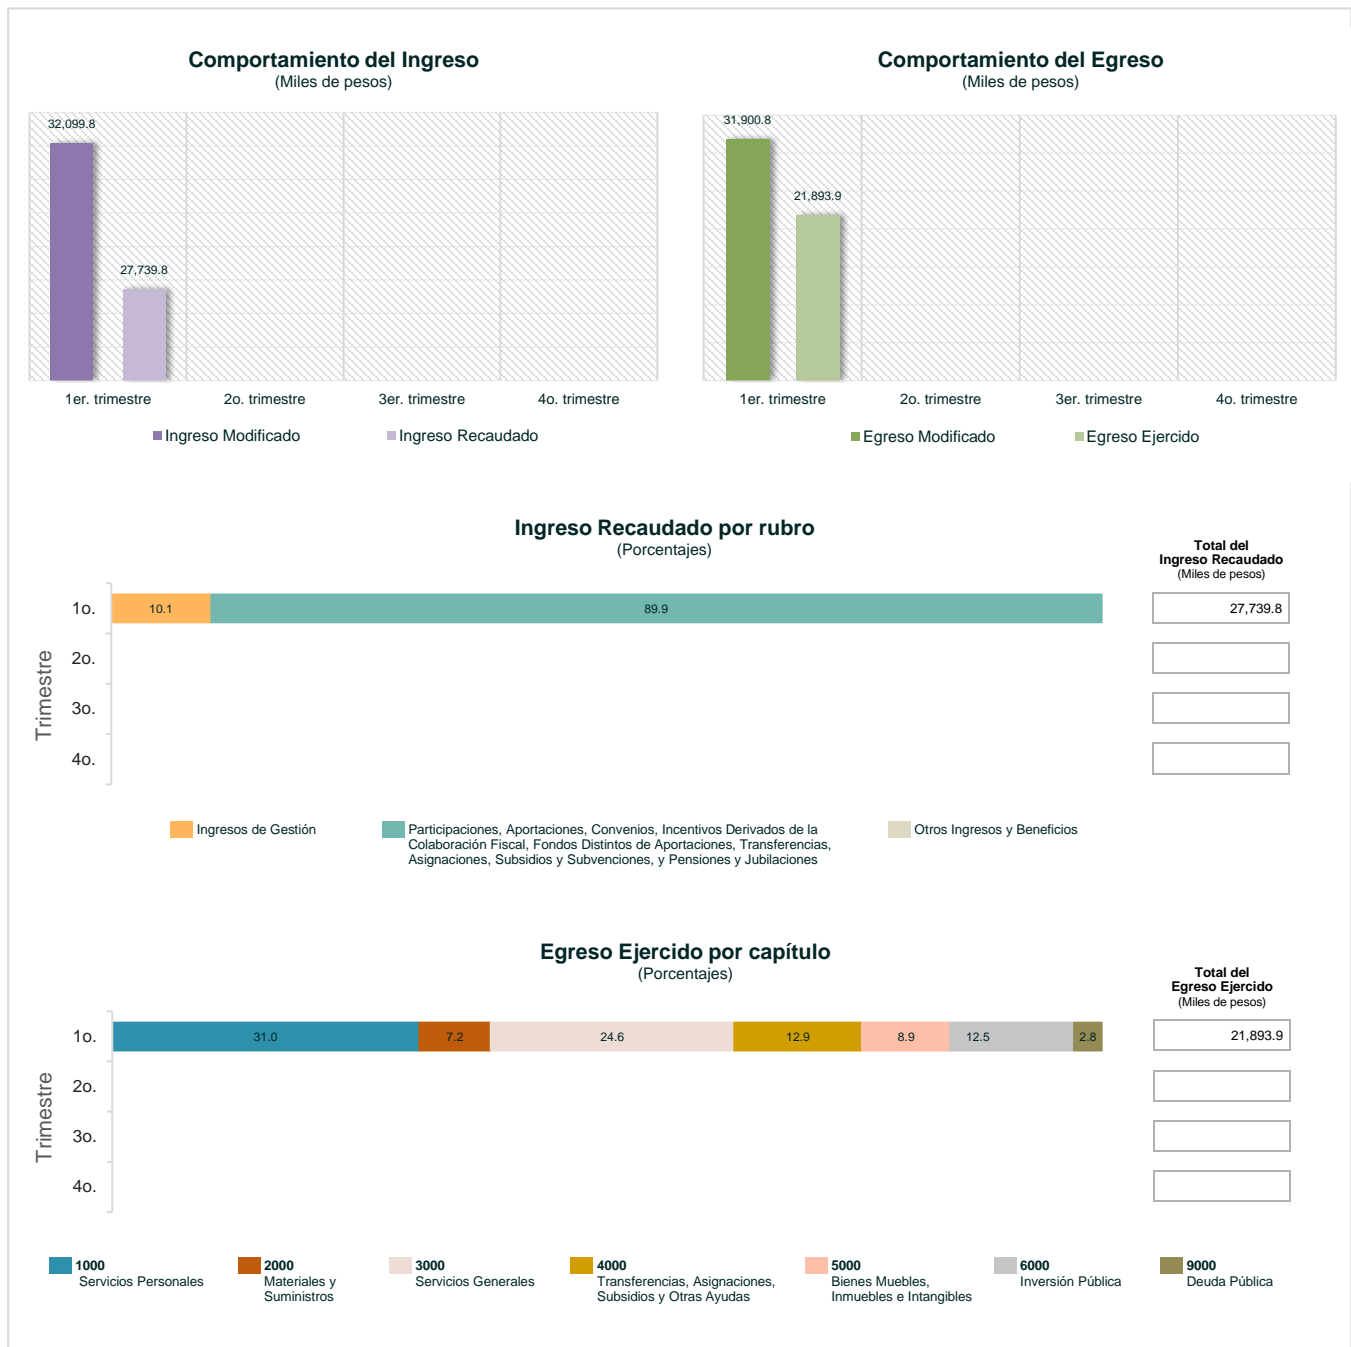 Comportamiento del Ingreso
(Miles de pesos)
32,099.8
27,739.8
1er. trimestre
2o. trimestre
3er. trimestre
4o. trimestre
Ingreso Modificado
Ingreso Recaudado
Comportamiento del Egreso
(Miles de pesos)
31,900.8
21,893.9
1er. trimestre
2o. trimestre
3er. trimestre
4o. trimestre
Egreso Modificado
Egreso Ejercido
Ingreso Recaudado por rubro
(Porcentajes)
Total del
Ingreso Recaudado
(Miles de pesos)
Trimestre
1o.
10.1
89.9
27,739.8
2o.
3o.
4o.
Ingresos de Gestión
Participaciones, Aportaciones, Convenios, Incentivos Derivados de la
Colaboración Fiscal, Fondos Distintos de Aportaciones, Transferencias,
Asignaciones, Subsidios y Subvenciones, y Pensiones y Jubilaciones
Otros Ingresos y Beneficios
Egreso Ejercido por capítulo
(Porcentajes)
Total del
Egreso Ejercido
(Miles de pesos)
Trimestre
1o.
31.0
7.2
24.6
12.9
8.9
12.5
2.8
21,893.9
2o.
3o.
4o.
1000
Servicios Personales
2000
Materiales y
Suministros
3000
Servicios Generales
4000
Transferencias, Asignaciones,
Subsidios y Otras Ayudas
5000
Bienes Muebles,
Inmuebles e Intangibles
6000
Inversión Pública
9000
Deuda Pública